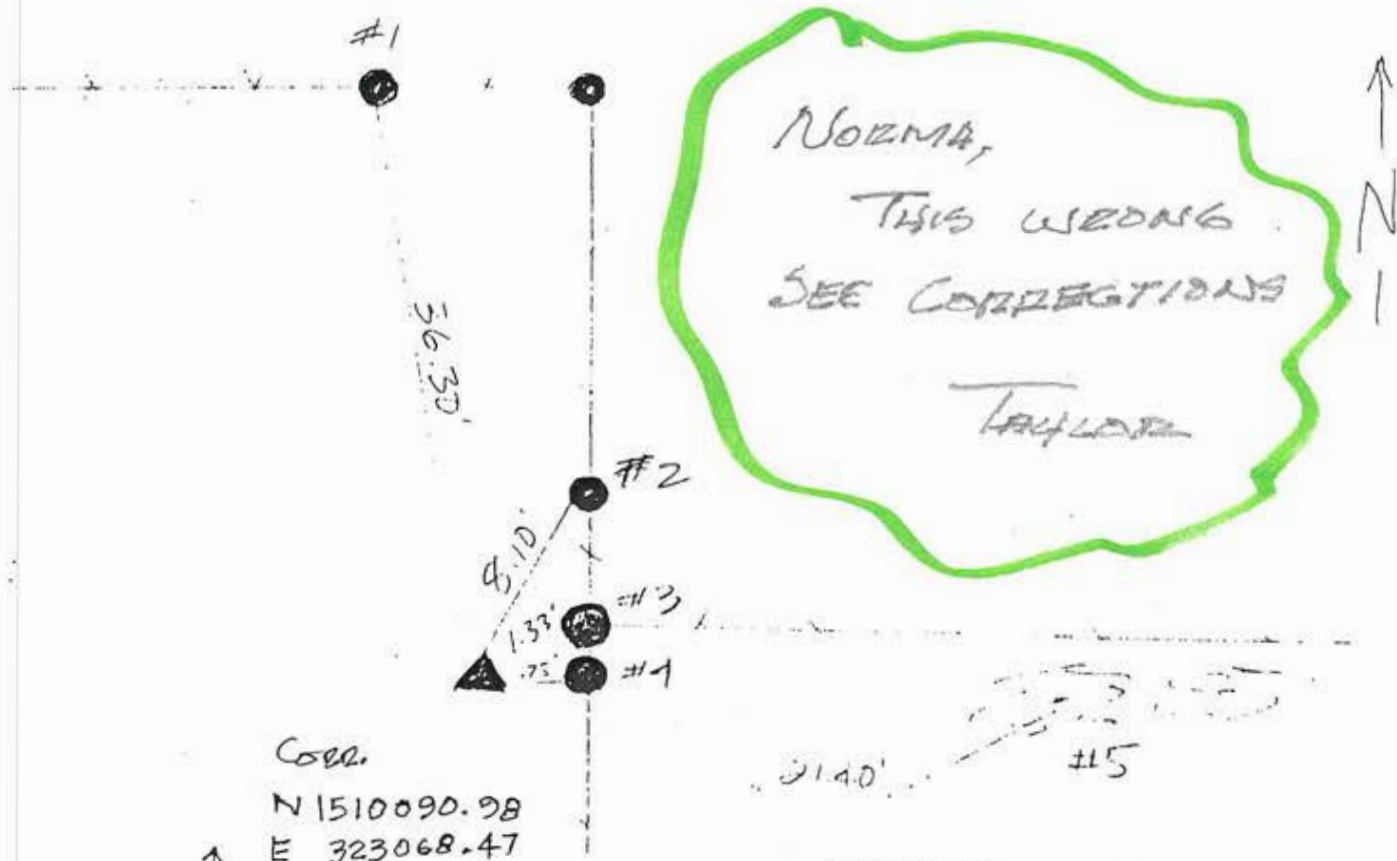 #1
NORMA,
THIS WRONG
SEE CORRECTIONS
TAYLOR
N
36.30'
#2
8.10'
#3
1.33'
.75'
#4
#5
CORR.
N 1510090.98
E 323068.47